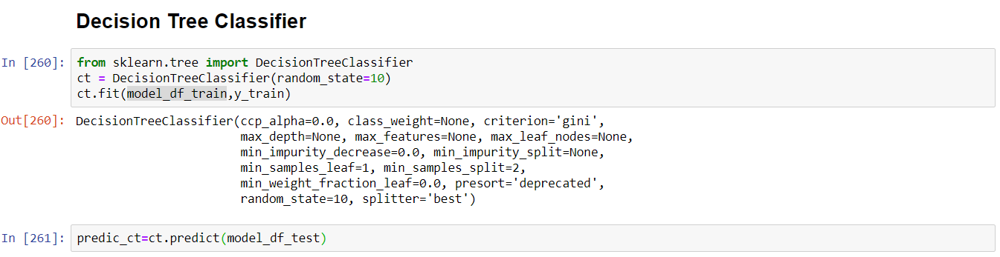 Decision Tree Classifier
In [260]: from sklearn.tree import DecisionTreeClassifier
ct = DecisionTreeClassifier(random_state=10)
ct.fit(model_df_train,y_train)
Out[260]: DecisionTreeClassifier(ccp_alpha=0.0, class_weight=None, criterion='gini',
max_depth=None, max_features=None, max_leaf_nodes=None,
min_impurity_decrease=0.0, min_impurity_split=None,
min_samples_leaf=1, min_samples_split=2,
min_weight_fraction_leaf=0.0, presort='deprecated',
random_state=10, splitter='best')
In [261]: predic_ct=ct.predict(model_df_test)